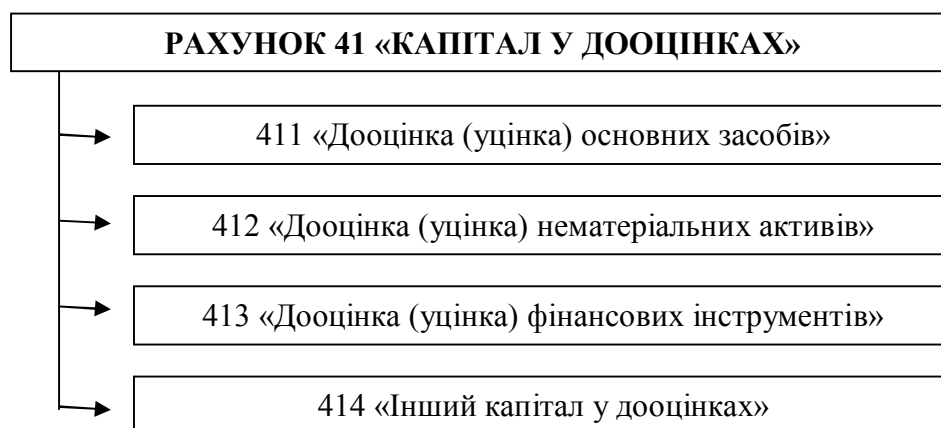 РАХУНОК 41 «КАПІТАЛ У ДООЦІНКАХ»
411 «Дооцінка (уцінка) основних засобів»
412 «Дооцінка (уцінка) нематеріальних активів»
413 «Дооцінка (уцінка) фінансових інструментів»
414 «Інший капітал у дооцінках»